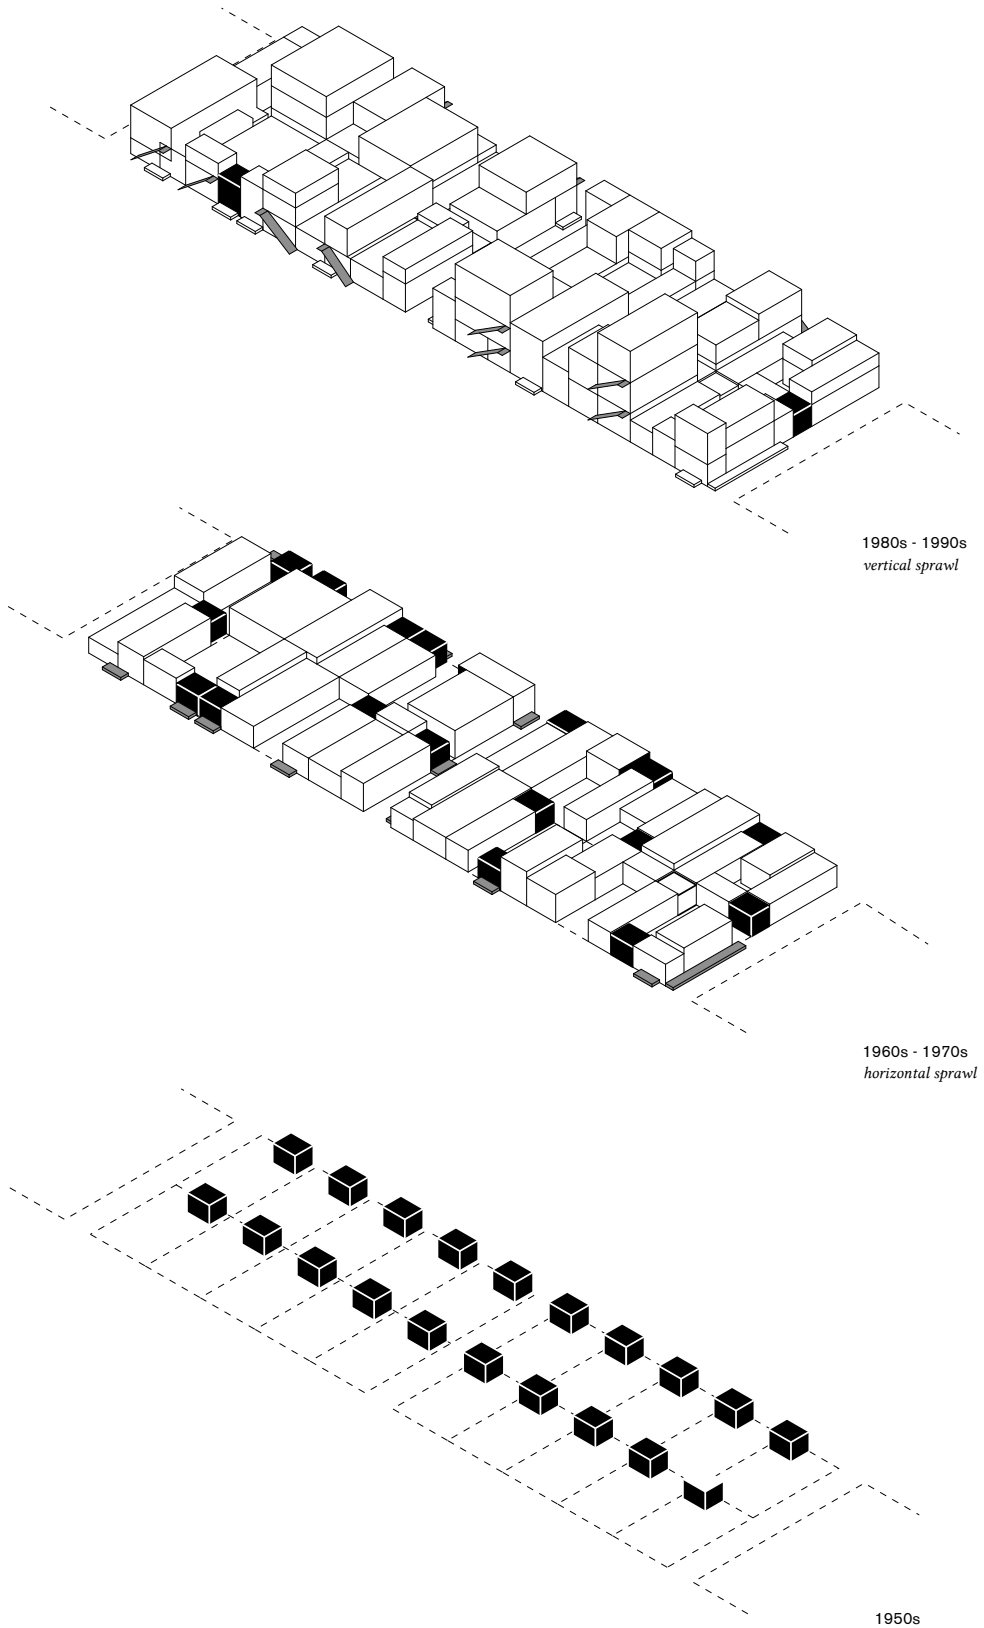 1980s - 1990s
vertical sprawl
1960s - 1970s
horizontal sprawl
1950s